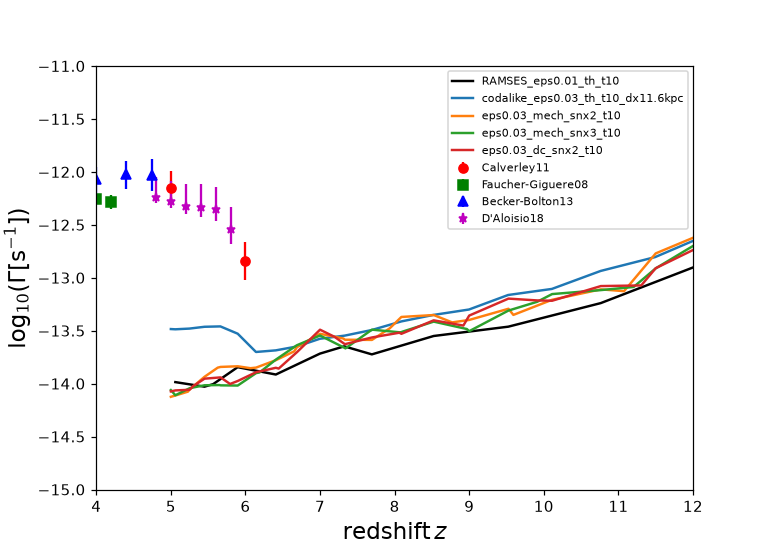 −11.0
−11.5
−12.0
−12.5
−13.0
−13.5
−14.0
−14.5
−15.0
log₁₀(Γ[s⁻¹])
RAMSES_eps0.01_th_t10
codalike_eps0.03_th_t10_dx11.6kpc
eps0.03_mech_snx2_t10
eps0.03_mech_snx3_t10
eps0.03_dc_snx2_t10
Calverley11
Faucher-Giguere08
Becker-Bolton13
D'Aloisio18
4 5 6 7 8 9 10 11 12
redshift z